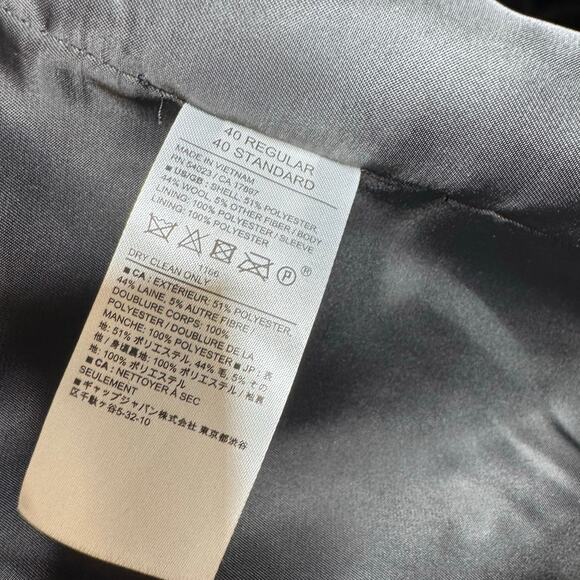 40 REGULAR
40 STANDARD
MADE IN VIETNAM
RN 54023 / CA 17897
■ US/GB : SHELL: 51% POLYESTER
44% WOOL, 5% OTHER FIBER / BODY
LINING: 100% POLYESTER / SLEEVE
LINING: 100% POLYESTER
P ®
1166
DRY CLEAN ONLY
■ CA : EXTÉRIEUR: 51% POLYESTER,
44% LAINE, 5% AUTRE FIBRE /
DOUBLURE CORPS: 100%
POLYESTER / DOUBLURE DE LA
MANCHE: 100% POLYESTER ■ JP : 表
地: 51% ポリエステル, 44% 毛, 5% その
他 / 身頃裏地: 100% ポリエステル / 袖裏
地: 100% ポリエステル
■ CA : NETTOYER À SEC
SEULEMENT
■ ギャップジャパン株式会社 東京都渋谷
区千駄ヶ谷5-32-10